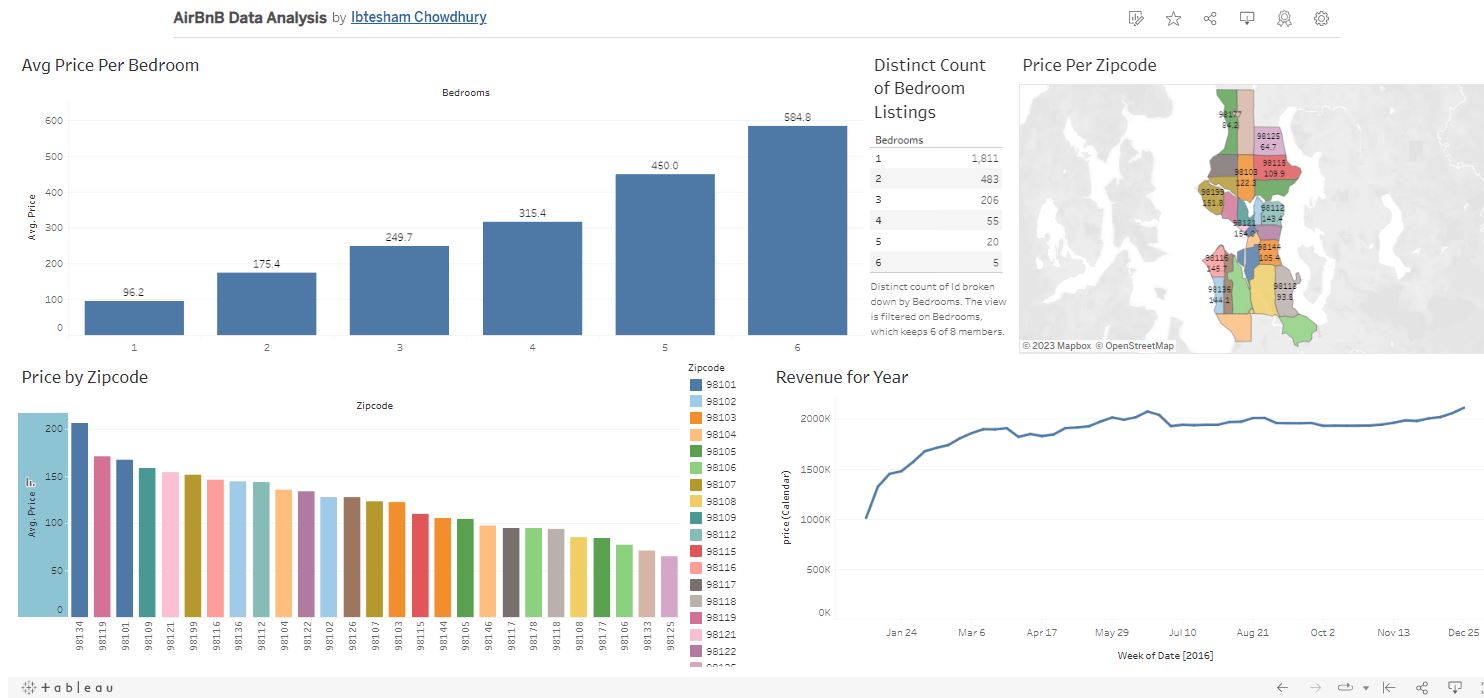 AirBnB Data Analysis by Ibtesham Chowdhury
Avg Price Per Bedroom
Bedrooms
Avg. Price
600
500
400
300
200
100
0
96.2
175.4
249.7
315.4
450.0
584.8
1
2
3
4
5
6
Distinct Count
of Bedroom
Listings
Bedrooms
1 1,811
2 483
3 206
4 55
5 20
6 5
Distinct count of Id broken
down by Bedrooms. The view
is filtered on Bedrooms,
which keeps 6 of 8 members.
Price Per Zipcode
98177
84.2
98125
64.7
98115
109.9
98103
122.3
98199
151.8
98112
143.4
98121
98144
105.4
98116
145.7
98136
144.1
98118
93.8
© 2023 Mapbox © OpenStreetMap
Price by Zipcode
Zipcode
Avg. Price
200
150
100
50
0
98134
98119
98101
98109
98121
98199
98116
98136
98112
98104
98122
98102
98126
98107
98103
98115
98144
98105
98146
98117
98178
98118
98108
98177
98106
98133
98125
Zipcode
98101
98102
98103
98104
98105
98106
98107
98108
98109
98112
98115
98116
98117
98118
98119
98121
98122
Revenue for Year
price (Calendar)
2000K
1500K
1000K
500K
0K
Jan 24
Mar 6
Apr 17
May 29
Jul 10
Aug 21
Oct 2
Nov 13
Dec 25
Week of Date [2016]
+ableau